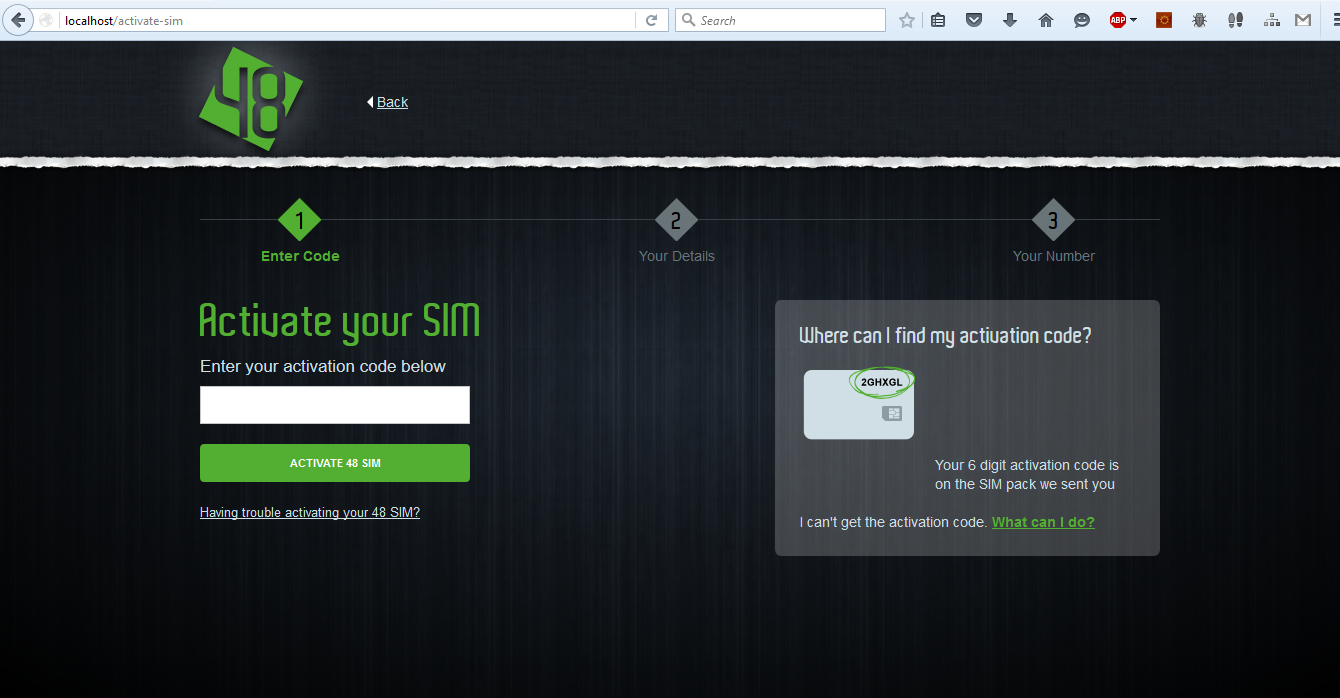 localhost/activate-sim
Search
ABP
48
Back
1
2
3
Enter Code
Your Details
Your Number
Activate your SIM
Enter your activation code below
ACTIVATE 48 SIM
Having trouble activating your 48 SIM?
Where can I find my activation code?
2GHXGL
Your 6 digit activation code is
on the SIM pack we sent you
I can't get the activation code. What can I do?